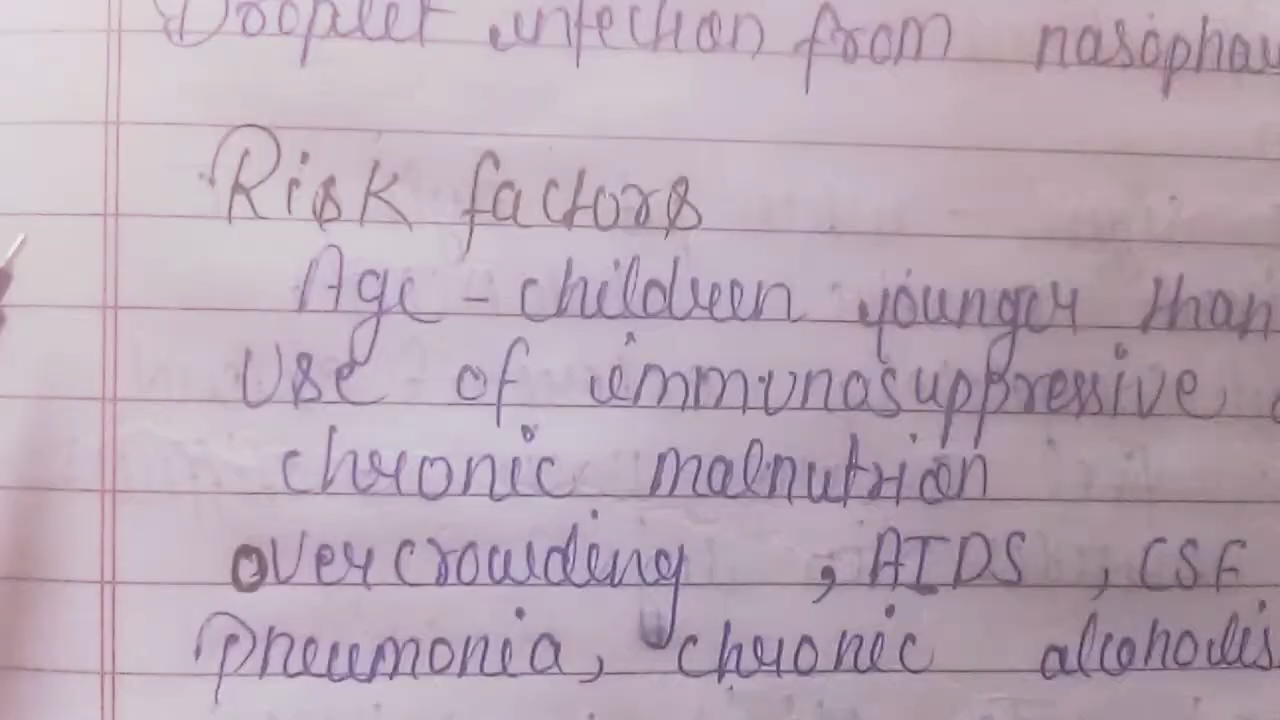 Droplet infection from nasopha
Risk factors
Age - children younger than
Use of immunosuppressive
chronic malnutrion
overcrowding , AIDS , CSF
Pneumonia, chronic alcoholis